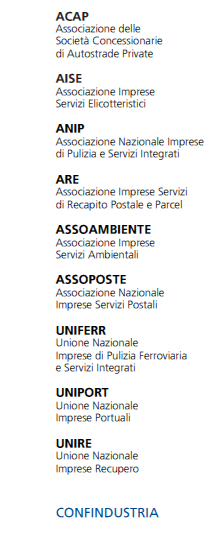 ACAP
Associazione delle
Società Concessionarie
di Autostrade Private
AISE
Associazione Imprese
Servizi Elicotteristici
ANIP
Associazione Nazionale Imprese
di Pulizia e Servizi Integrati
ARE
Associazione Imprese Servizi
di Recapito Postale e Parcel
ASSOAMBIENTE
Associazione Imprese
Servizi Ambientali
ASSOPOSTE
Associazione Nazionale
Imprese Servizi Postali
UNIFERR
Unione Nazionale
Imprese di Pulizia Ferroviaria
e Servizi Integrati
UNIPORT
Unione Nazionale
Imprese Portuali
UNIRE
Unione Nazionale
Imprese Recupero
CONFINDUSTRIA